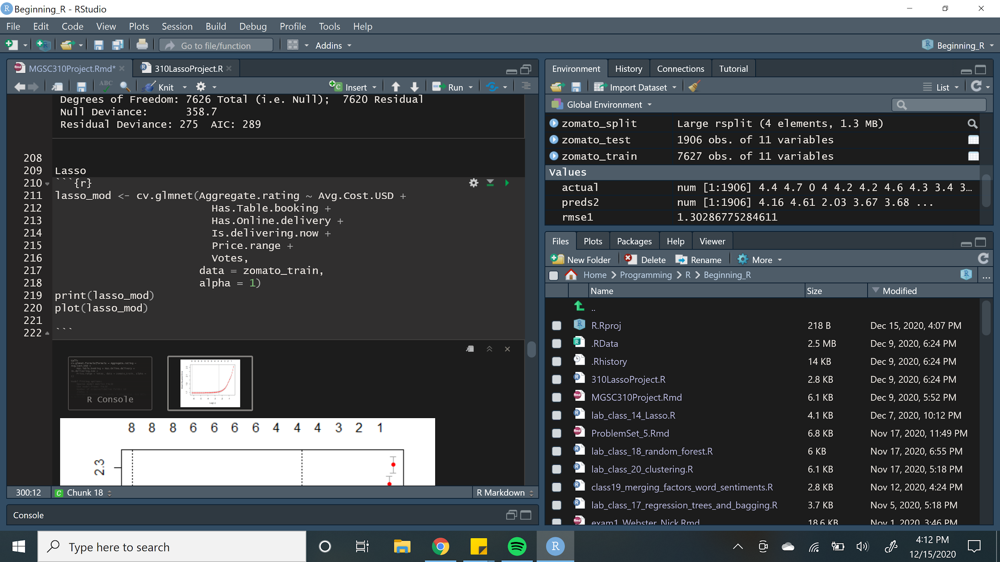 Beginning_R - RStudio
File Edit Code View Plots Session Build Debug Profile Tools Help
Go to file/function Addins Beginning_R
MGSC310Project.Rmd* 310LassoProject.R
ABC Knit Insert Run
Degrees of Freedom: 7626 Total (i.e. Null);  7620 Residual
Null Deviance:      358.7
Residual Deviance: 275  AIC: 289
208
209 Lasso
210 ```{r}
211 lasso_mod <- cv.glmnet(Aggregate.rating ~ Avg.Cost.USD +
212 Has.Table.booking +
213 Has.Online.delivery +
214 Is.delivering.now +
215 Price.range +
216 Votes,
217 data = zomato_train,
218 alpha = 1)
219 print(lasso_mod)
220 plot(lasso_mod)
221
222 ```
R Console
8 8 8 6 6 6 6 4 4 4 3 2 1
2.3
300:12 Chunk 18 R Markdown
Console
Environment History Connections Tutorial
Import Dataset List
Global Environment
zomato_split Large rsplit (4 elements, 1.3 MB)
zomato_test 1906 obs. of 11 variables
zomato_train 7627 obs. of 11 variables
Values
actual num [1:1906] 4.4 4.7 0 4 4.2 4.2 4.6 4.3 3.4 3…
preds2 num [1:1906] 4.16 4.61 2.03 3.67 3.68 ...
rmse1 1.30286775284611
Files Plots Packages Help Viewer
New Folder Delete Rename More
Home Programming R Beginning_R ...
Name Size Modified
..
R.Rproj 218 B Dec 15, 2020, 4:07 PM
.RData 2.5 MB Dec 9, 2020, 6:24 PM
.Rhistory 14 KB Dec 9, 2020, 6:24 PM
310LassoProject.R 2.8 KB Dec 9, 2020, 6:24 PM
MGSC310Project.Rmd 6.1 KB Dec 9, 2020, 5:52 PM
lab_class_14_Lasso.R 4.1 KB Dec 7, 2020, 10:12 PM
ProblemSet_5.Rmd 6.8 KB Nov 17, 2020, 11:49 PM
lab_class_18_random_forest.R 6 KB Nov 17, 2020, 6:55 PM
lab_class_20_clustering.R 6.1 KB Nov 17, 2020, 5:18 PM
class19_merging_factors_word_sentiments.R 2.8 KB Nov 12, 2020, 4:24 PM
lab_class_17_regression_trees_and_bagging.R 3.7 KB Nov 5, 2020, 5:18 PM
exam1_Webster_Nick.Rmd 18.6 KB Nov 1, 2020, 3:46 PM
Type here to search
4:12 PM
12/15/2020